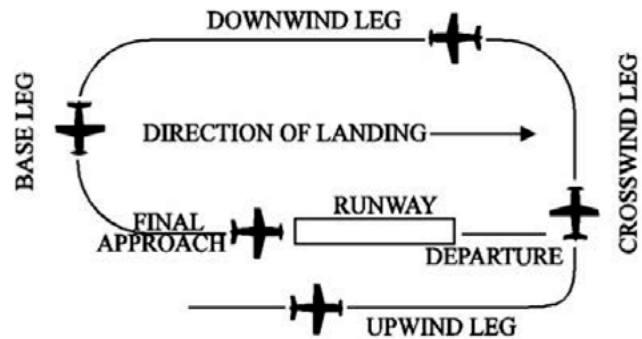 DOWNWIND LEG
BASE LEG
DIRECTION OF LANDING
CROSSWIND LEG
RUNWAY
FINAL
APPROACH
DEPARTURE
UPWIND LEG